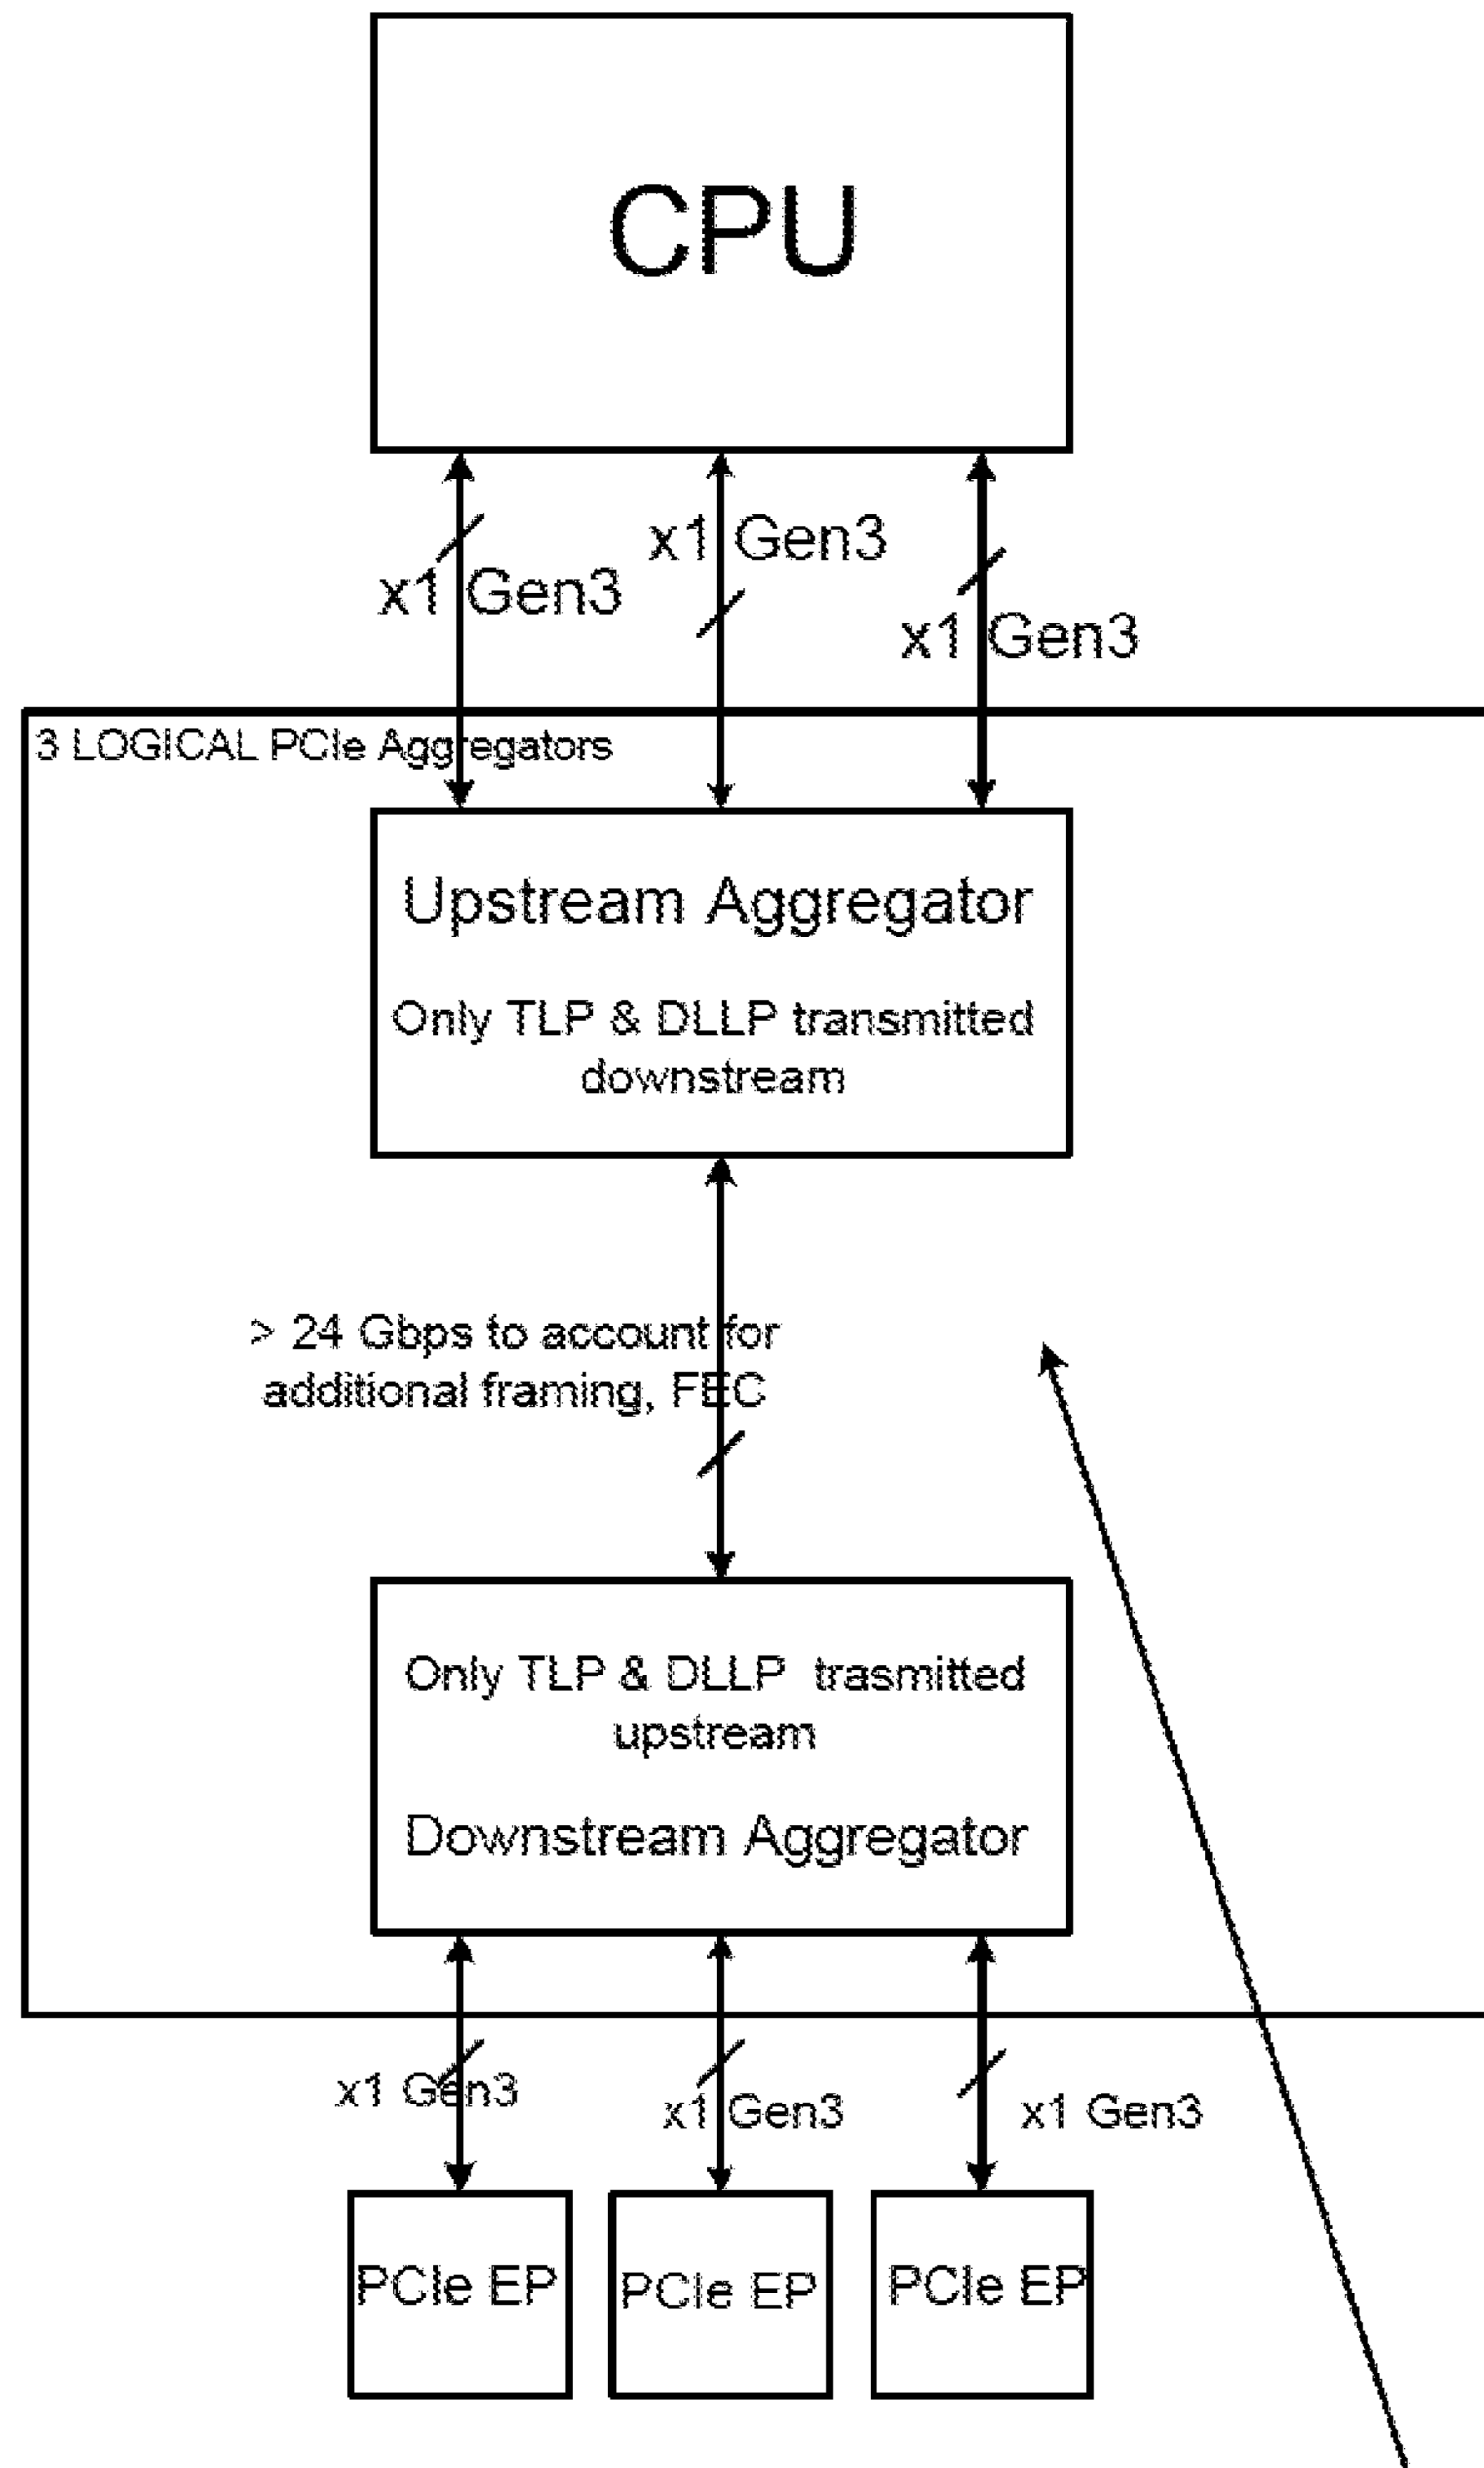 CPU
x1 Gen3
x1 Gen3
x1 Gen3
3 LOGICAL PCIe Aggregators
Upstream Aggregator
Only TLP & DLLP transmitted
downstream
> 24 Gbps to account for
additional framing, FEC
Only TLP & DLLP trasmitted
upstream
Downstream Aggregator
x1 Gen3
x1 Gen3
x1 Gen3
PCIe EP
PCIe EP
PCIe EP